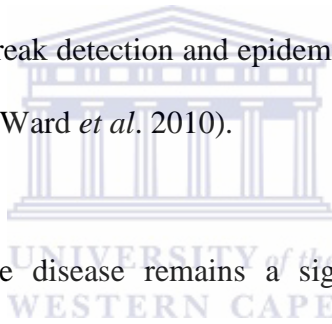 reak detection and epidem
Ward et al. 2010).
UNIVERSITY of the
e disease remains a sig
WESTERN CAPE